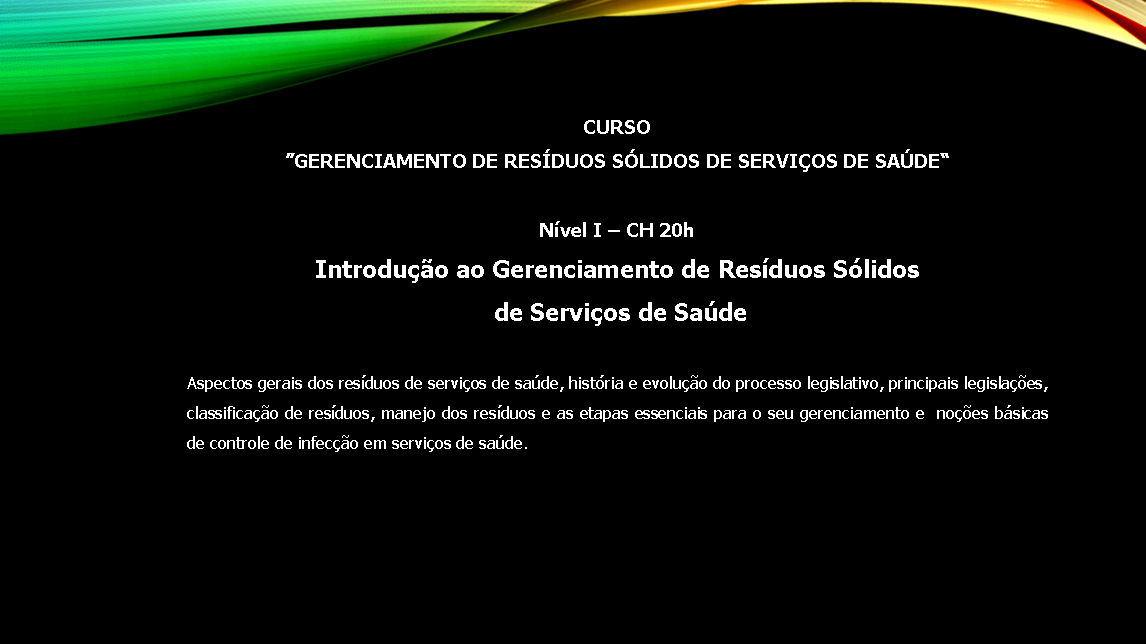 CURSO
"GERENCIAMENTO DE RESÍDUOS SÓLIDOS DE SERVIÇOS DE SAÚDE"
Nível I – CH 20h
Introdução ao Gerenciamento de Resíduos Sólidos
de Serviços de Saúde
Aspectos gerais dos resíduos de serviços de saúde, história e evolução do processo legislativo, principais legislações,
classificação de resíduos, manejo dos resíduos e as etapas essenciais para o seu gerenciamento e noções básicas
de controle de infecção em serviços de saúde.